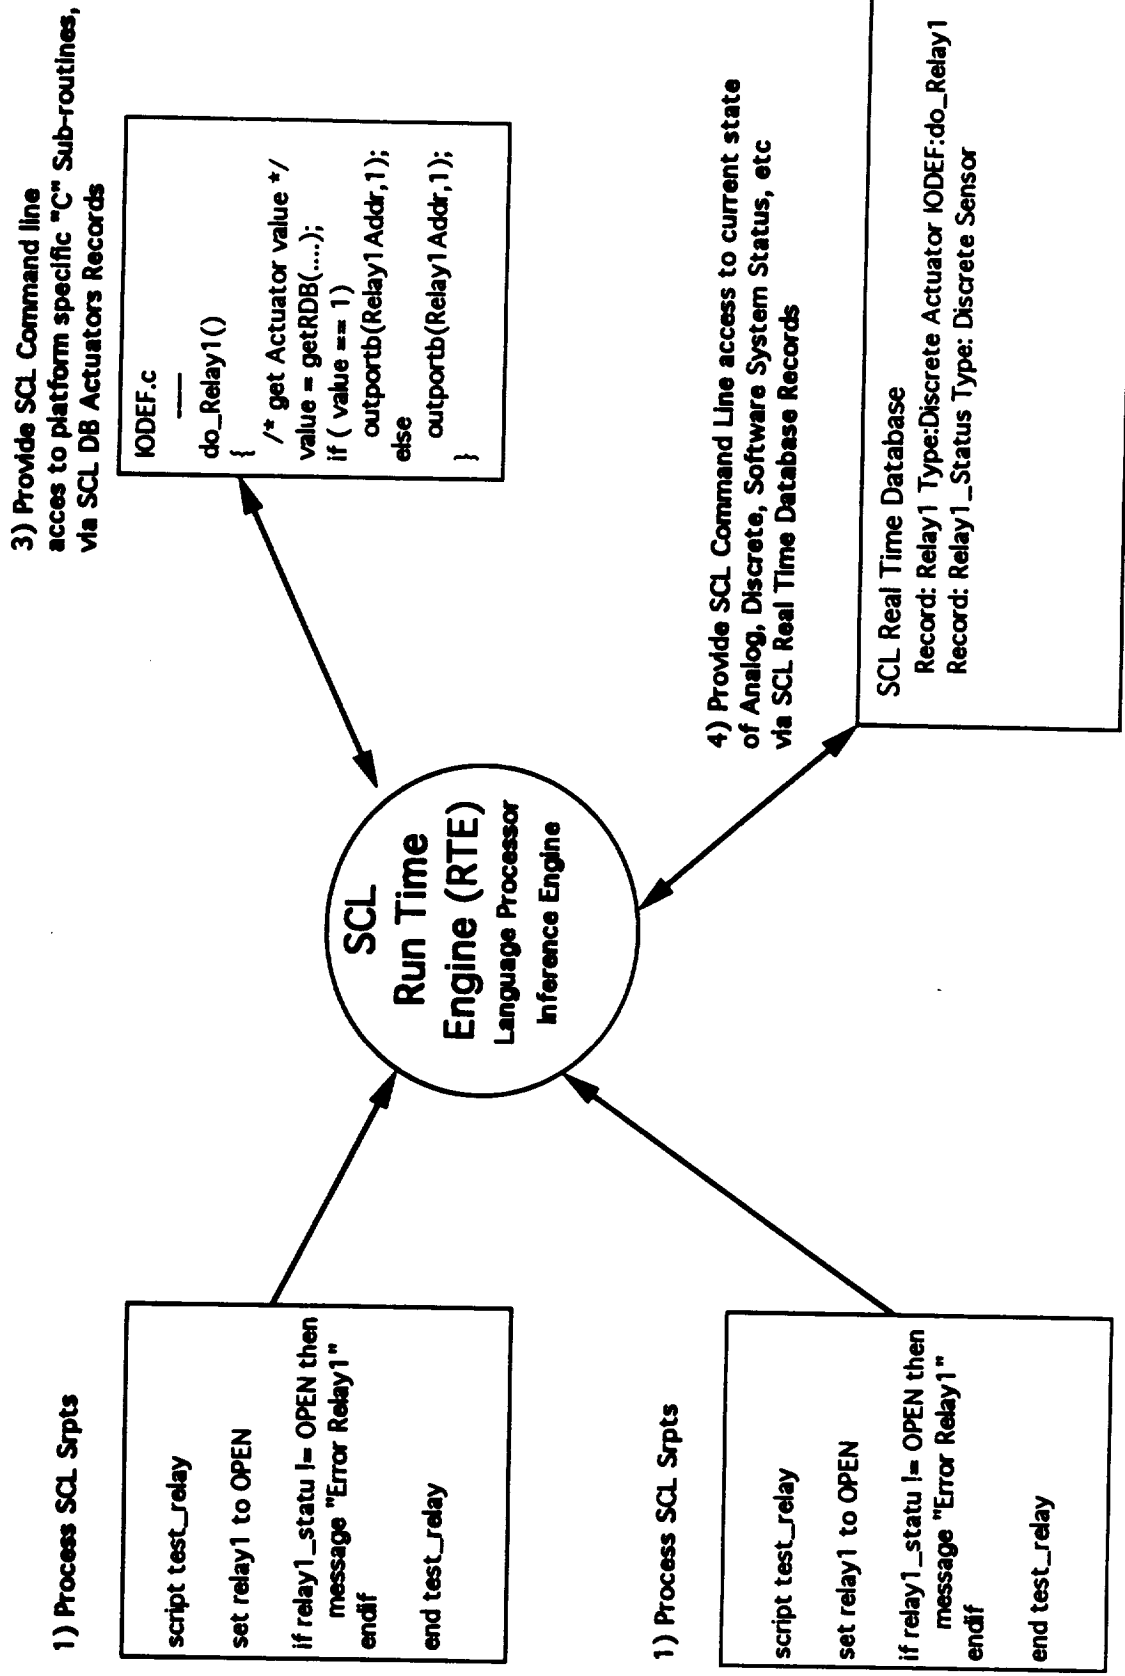 1) Process SCL Srpts
script test_relay
set relay1 to OPEN
if relay1_statu != OPEN then
message "Error Relay1"
endif
end test_relay
1) Process SCL Srpts
script test_relay
set relay1 to OPEN
if relay1_statu != OPEN then
message "Error Relay1"
endif
end test_relay
SCL
Run Time
Engine (RTE)
Language Processor
Inference Engine
3) Provide SCL Command line
acces to platform specific "C" Sub-routines,
via SCL DB Actuators Records
IODEF.c
do_Relay1()
{
/* get Actuator value */
value = getRDB(....);
if ( value == 1)
outportb(Relay1Addr,1);
else
outportb(Relay1Addr,1);
}
4) Provide SCL Command Line access to current state
of Analog, Discrete, Software System Status, etc
via SCL Real Time Database Records
SCL Real Time Database
Record: Relay1 Type:Discrete Actuator IODEF:do_Relay1
Record: Relay1_Status Type: Discrete Sensor